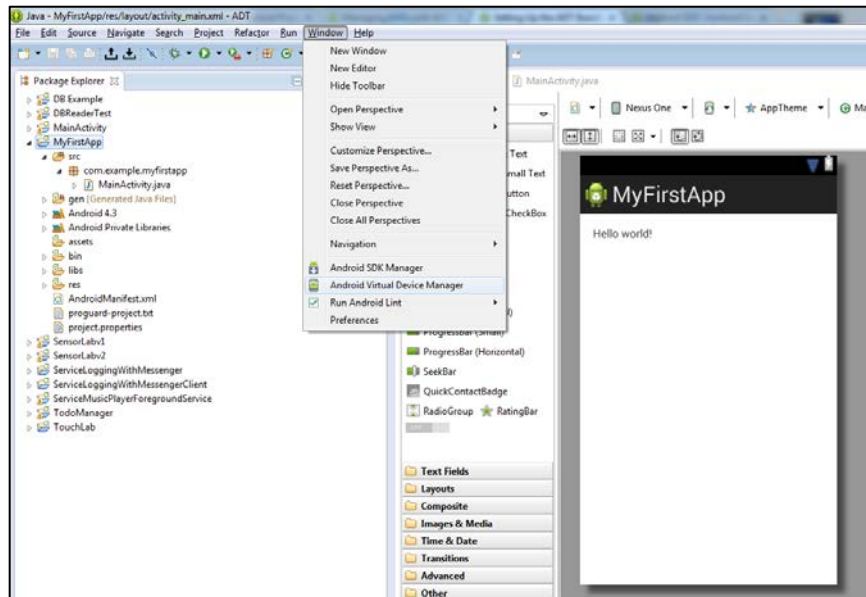 Java - MyFirstApp/res/layout/activity_main.xml - ADT
File Edit Source Navigate Search Project Refactor Run Window Help
Package Explorer
DB Example
DBReaderTest
MainActivity
MyFirstApp
src
com.example.myfirstapp
MainActivity.java
gen [Generated Java Files]
Android 4.3
Android Private Libraries
assets
bin
libs
res
AndroidManifest.xml
proguard-project.txt
project.properties
SensorLabv1
SensorLabv2
ServiceLoggingWithMessenger
ServiceLoggingWithMessengerClient
ServiceMusicPlayerForegroundService
TodoManager
TouchLab
New Window
New Editor
Hide Toolbar
Open Perspective
Show View
Customize Perspective...
Save Perspective As...
Reset Perspective...
Close Perspective
Close All Perspectives
Navigation
Android SDK Manager
Android Virtual Device Manager
Run Android Lint
Preferences
MainActivity.java
Text
mall Text
utton
CheckBox
ProgressBar (Small)
ProgressBar (Horizontal)
SeekBar
QuickContactBadge
RadioGroup RatingBar
Text Fields
Layouts
Composite
Images & Media
Time & Date
Transitions
Advanced
Other
Nexus One AppTheme Ma
MyFirstApp
Hello world!